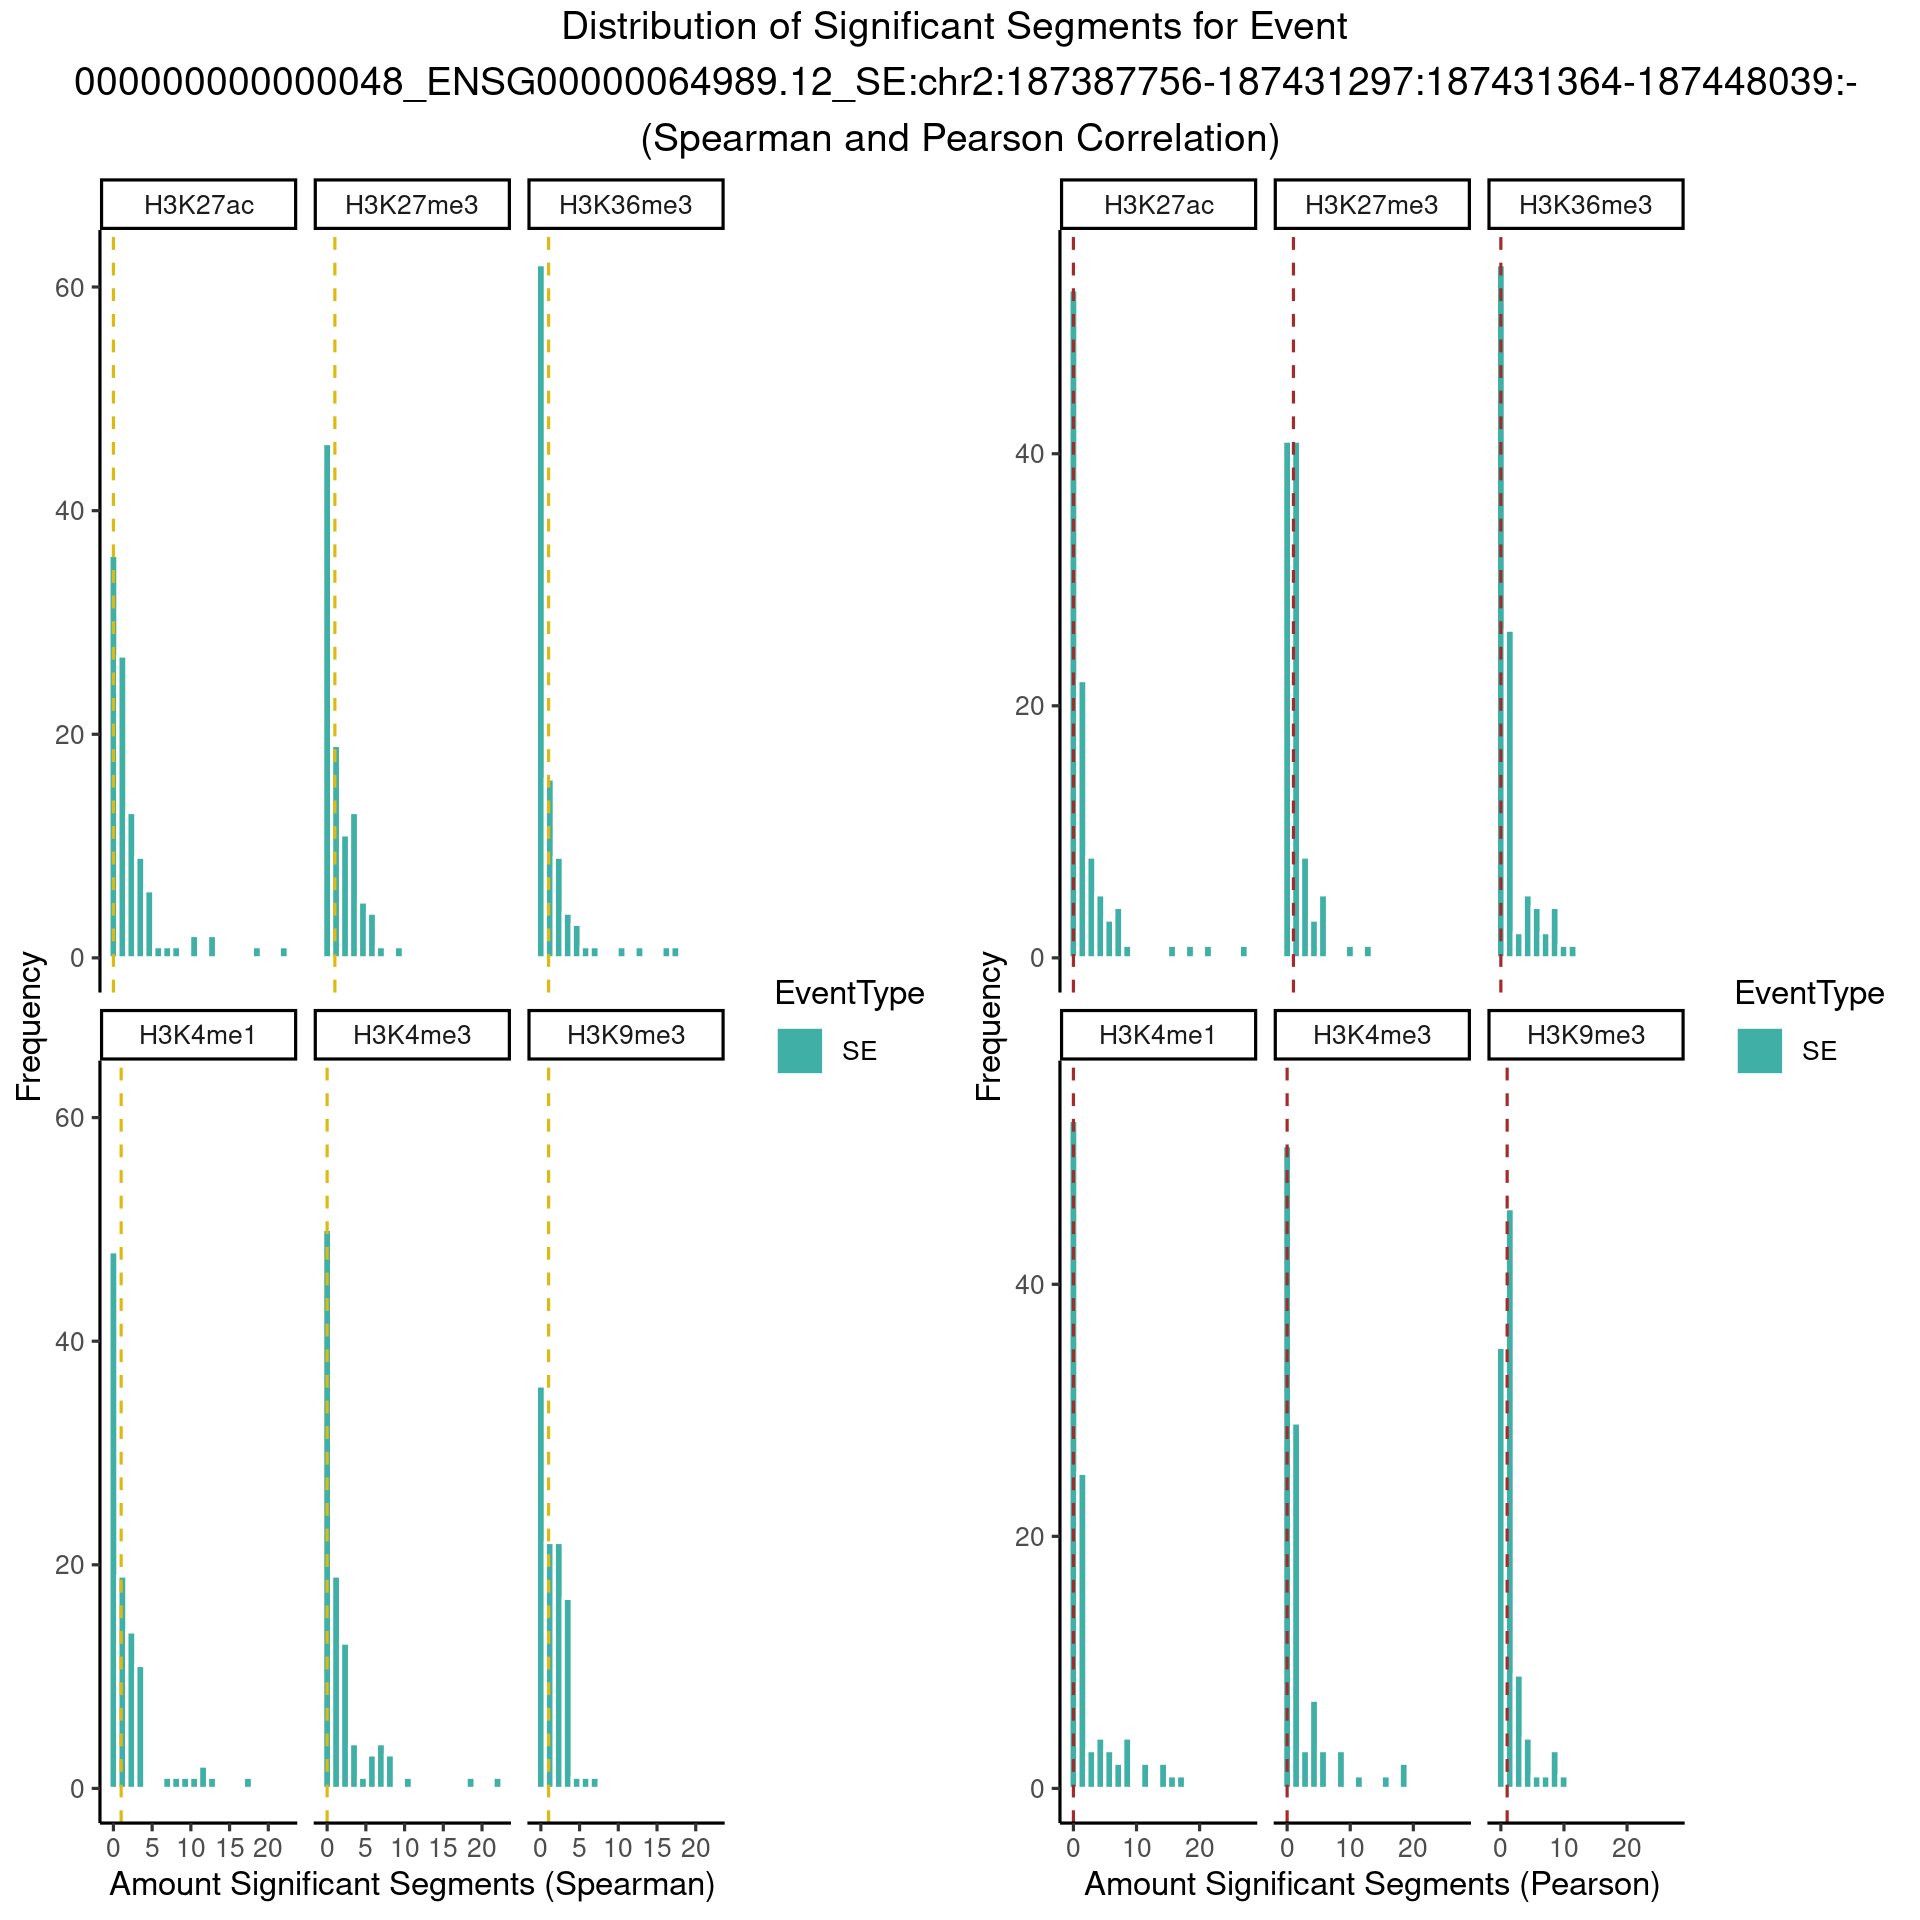 Distribution of Significant Segments for Event
000000000000048_ENSG00000064989.12_SE:chr2:187387756-187431297:187431364-187448039:-
(Spearman and Pearson Correlation)
H3K27ac H3K27me3 H3K36me3
60
40
20
0
H3K4me1 H3K4me3 H3K9me3
60
40
20
0
0 5 10 15 20 0 5 10 15 20 0 5 10 15 20
Frequency
Amount Significant Segments (Spearman)
EventType
SE
H3K27ac H3K27me3 H3K36me3
40
20
0
H3K4me1 H3K4me3 H3K9me3
40
20
0
0 10 20 0 10 20 0 10 20
Frequency
Amount Significant Segments (Pearson)
EventType
SE